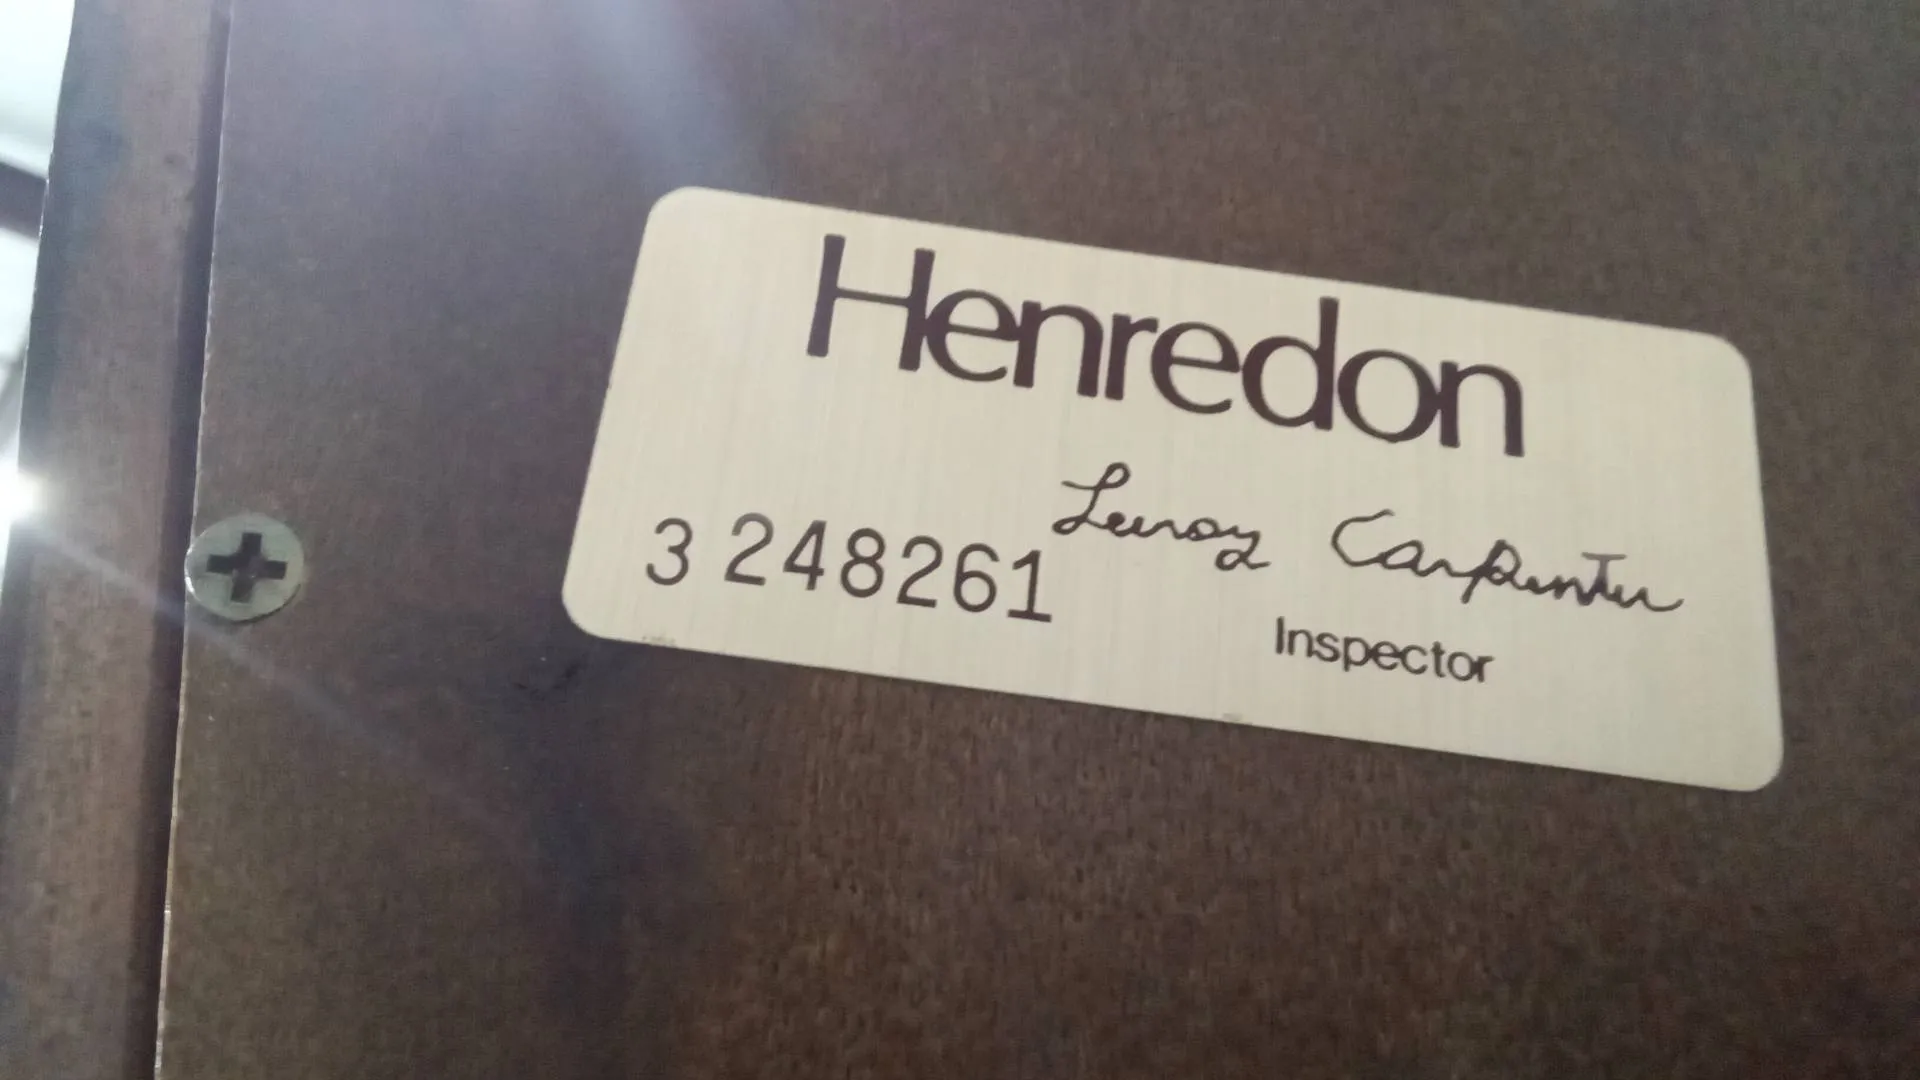 Henredon
Leroy Carpenter
3 248261
Inspector